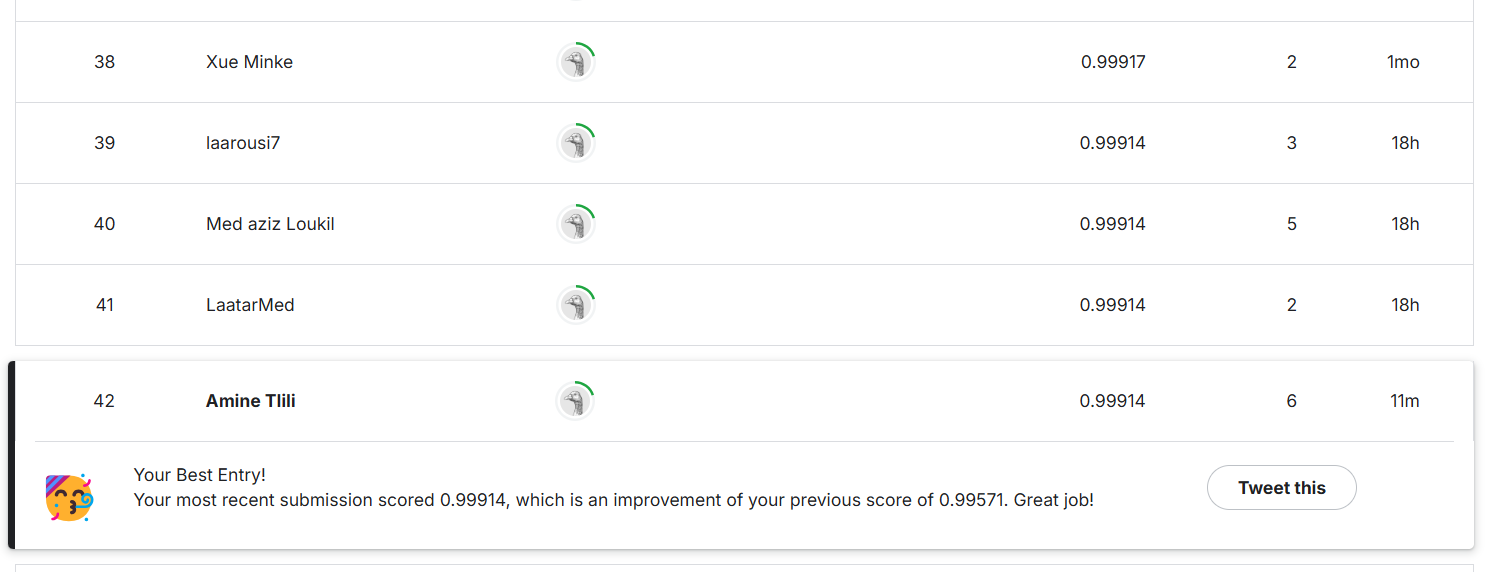 38 Xue Minke 0.99917 2 1mo
39 laarousi7 0.99914 3 18h
40 Med aziz Loukil 0.99914 5 18h
41 LaatarMed 0.99914 2 18h
42 Amine Tlili 0.99914 6 11m
Your Best Entry!
Your most recent submission scored 0.99914, which is an improvement of your previous score of 0.99571. Great job!
Tweet this